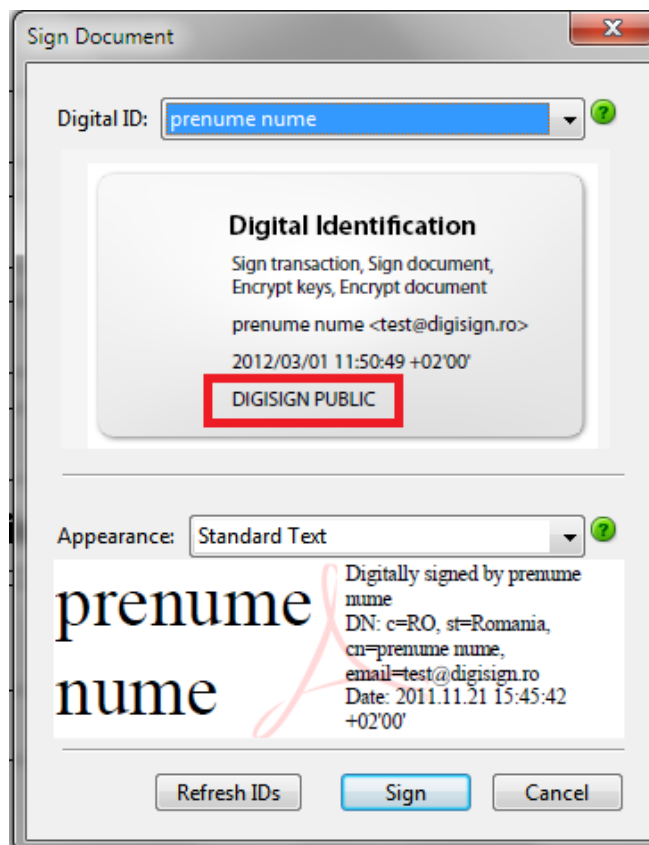 Sign Document
Digital ID: prenume nume
Digital Identification
Sign transaction, Sign document,
Encrypt keys, Encrypt document
prenume nume <test@digisign.ro>
2012/03/01 11:50:49 +02'00'
DIGISIGN PUBLIC
Appearance: Standard Text
prenume
nume
Digitally signed by prenume
nume
DN: c=RO, st=Romania,
cn=prenume nume,
email=test@digisign.ro
Date: 2011.11.21 15:45:42
+02'00'
Refresh IDs Sign Cancel